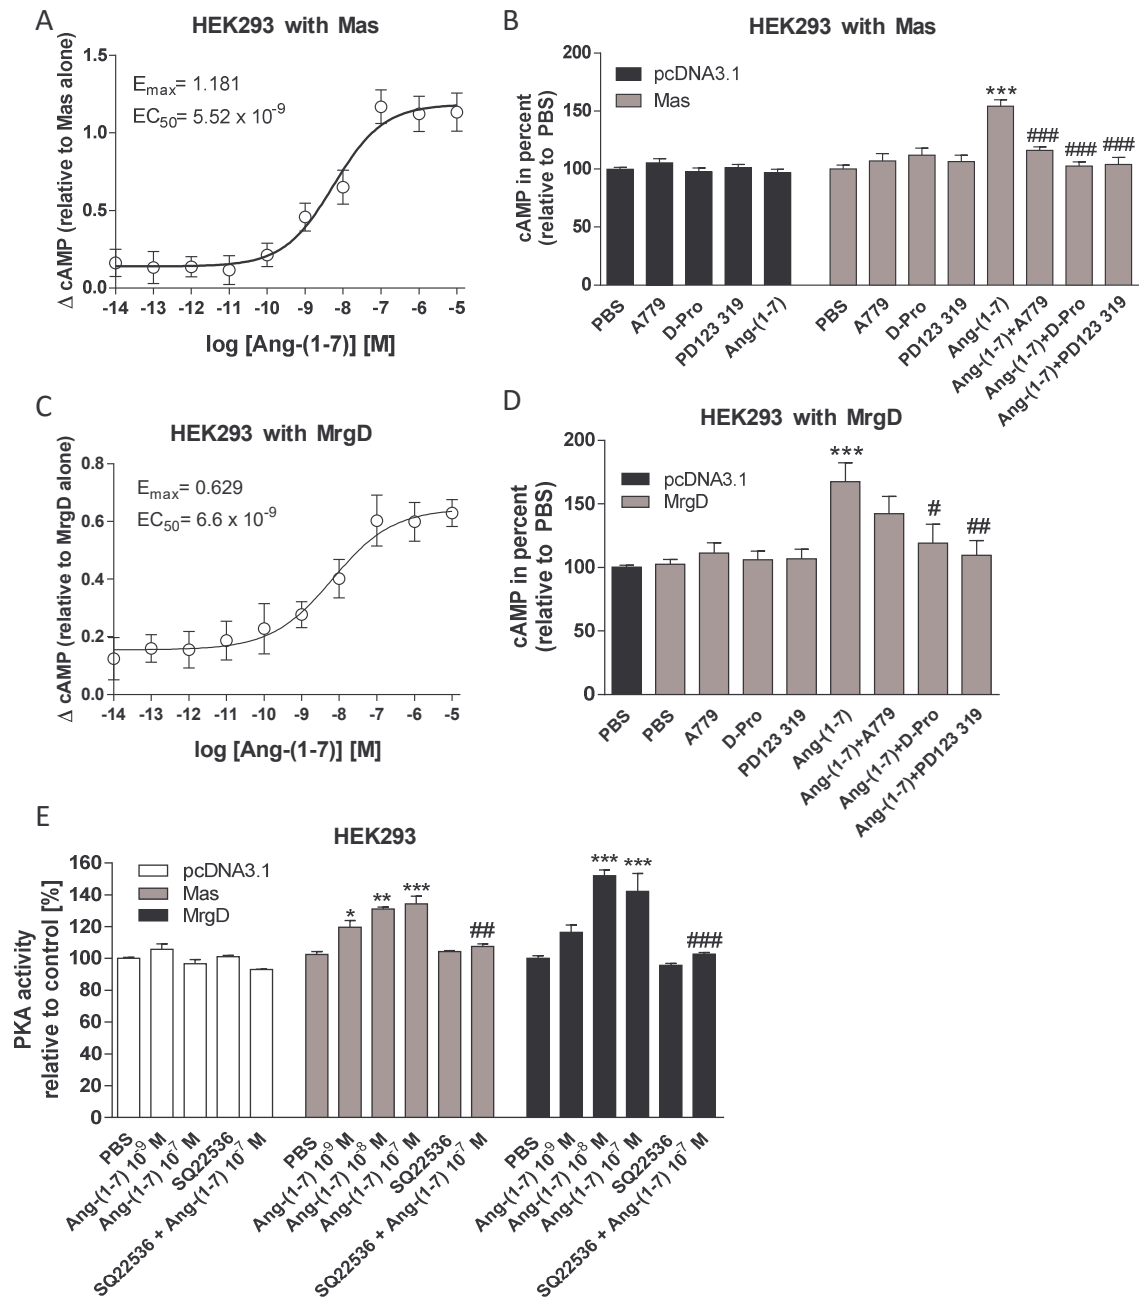 A
HEK293 with Mas
Δ cAMP (relative to Mas alone)
1.5
1.0
0.5
0.0
Emax= 1.181
EC50= 5.52 x 10-9
-14 -13 -12 -11 -10 -9 -8 -7 -6 -5
log [Ang-(1-7)] [M]
B
HEK293 with Mas
cAMP in percent
(relative to PBS)
200
150
100
50
0
pcDNA3.1
Mas
***
###
###
###
PBS
A779
D-Pro
PD123 319
Ang-(1-7)
PBS
A779
D-Pro
PD123 319
Ang-(1-7)
Ang-(1-7)+A779
Ang-(1-7)+D-Pro
Ang-(1-7)+PD123 319
C
HEK293 with MrgD
Δ cAMP (relative to MrgD alone)
0.8
0.6
0.4
0.2
0.0
Emax= 0.629
EC50= 6.6 x 10-9
-14 -13 -12 -11 -10 -9 -8 -7 -6 -5
log [Ang-(1-7)] [M]
D
HEK293 with MrgD
cAMP in percent
(relative to PBS)
200
150
100
50
0
pcDNA3.1
MrgD
***
#
##
PBS
PBS
A779
D-Pro
PD123 319
Ang-(1-7)
Ang-(1-7)+A779
Ang-(1-7)+D-Pro
Ang-(1-7)+PD123 319
E
HEK293
PKA activity
relative to control [%]
160
140
120
100
80
60
40
20
0
pcDNA3.1
Mas
MrgD
*
**
***
##
***
***
###
PBS
Ang-(1-7) 10-9 M
Ang-(1-7) 10-7 M
SQ22536
SQ22536 + Ang-(1-7) 10-7 M
PBS
Ang-(1-7) 10-9 M
Ang-(1-7) 10-8 M
Ang-(1-7) 10-7 M
SQ22536
SQ22536 + Ang-(1-7) 10-7 M
PBS
Ang-(1-7) 10-9 M
Ang-(1-7) 10-8 M
Ang-(1-7) 10-7 M
SQ22536
SQ22536 + Ang-(1-7) 10-7 M